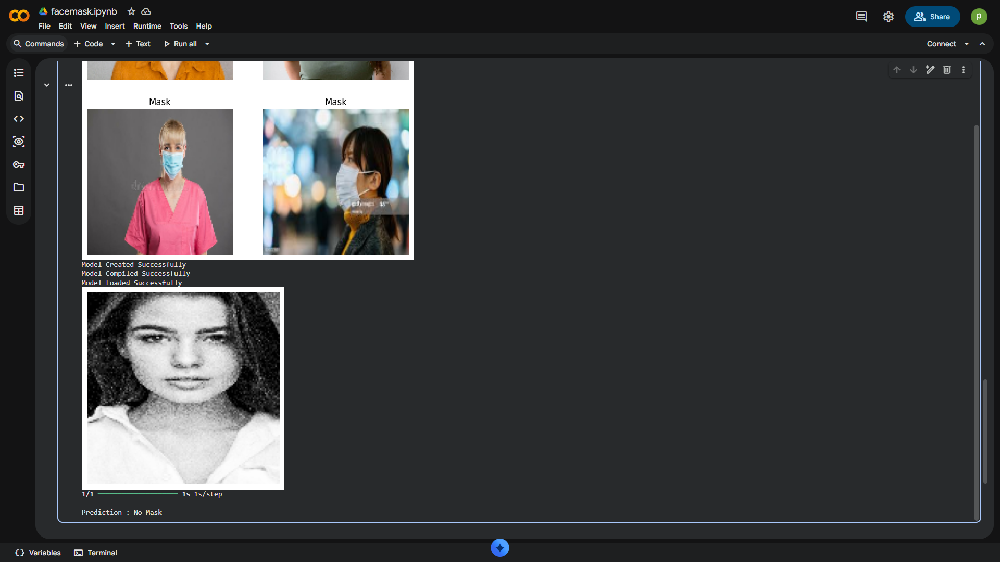 facemask.ipynb
File Edit View Insert Runtime Tools Help
Share
p
Commands + Code + Text Run all
Connect
Mask Mask
Model Created Successfully
Model Compiled Successfully
Model Loaded Successfully
1/1 ━━━━━━━━━━━━━━━━━━━━ 1s 1s/step
Prediction : No Mask
Variables Terminal